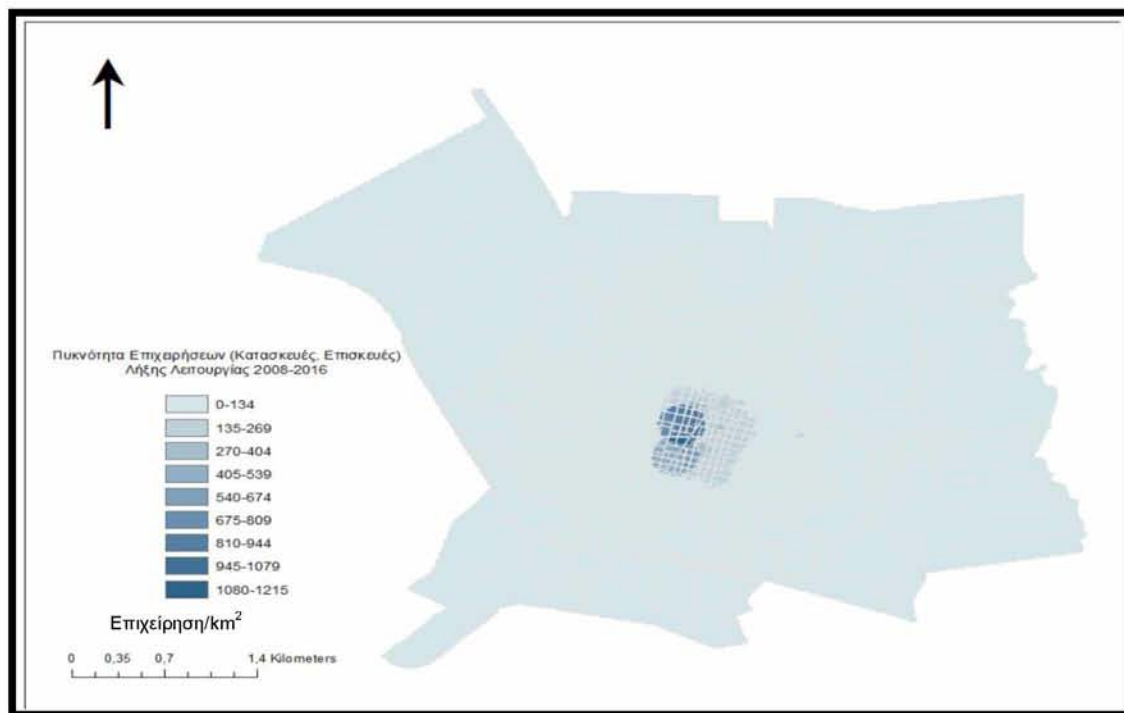 Πυκνότητα Επιχειρήσεων (Κατασκευές, Επισκευές)
Λήξης Λειτουργίας 2008-2016
0-134
135-269
270-404
405-539
540-674
675-809
810-944
945-1079
1080-1215
Επιχείρηση/km²
0 0,35 0,7 1,4 Kilometers